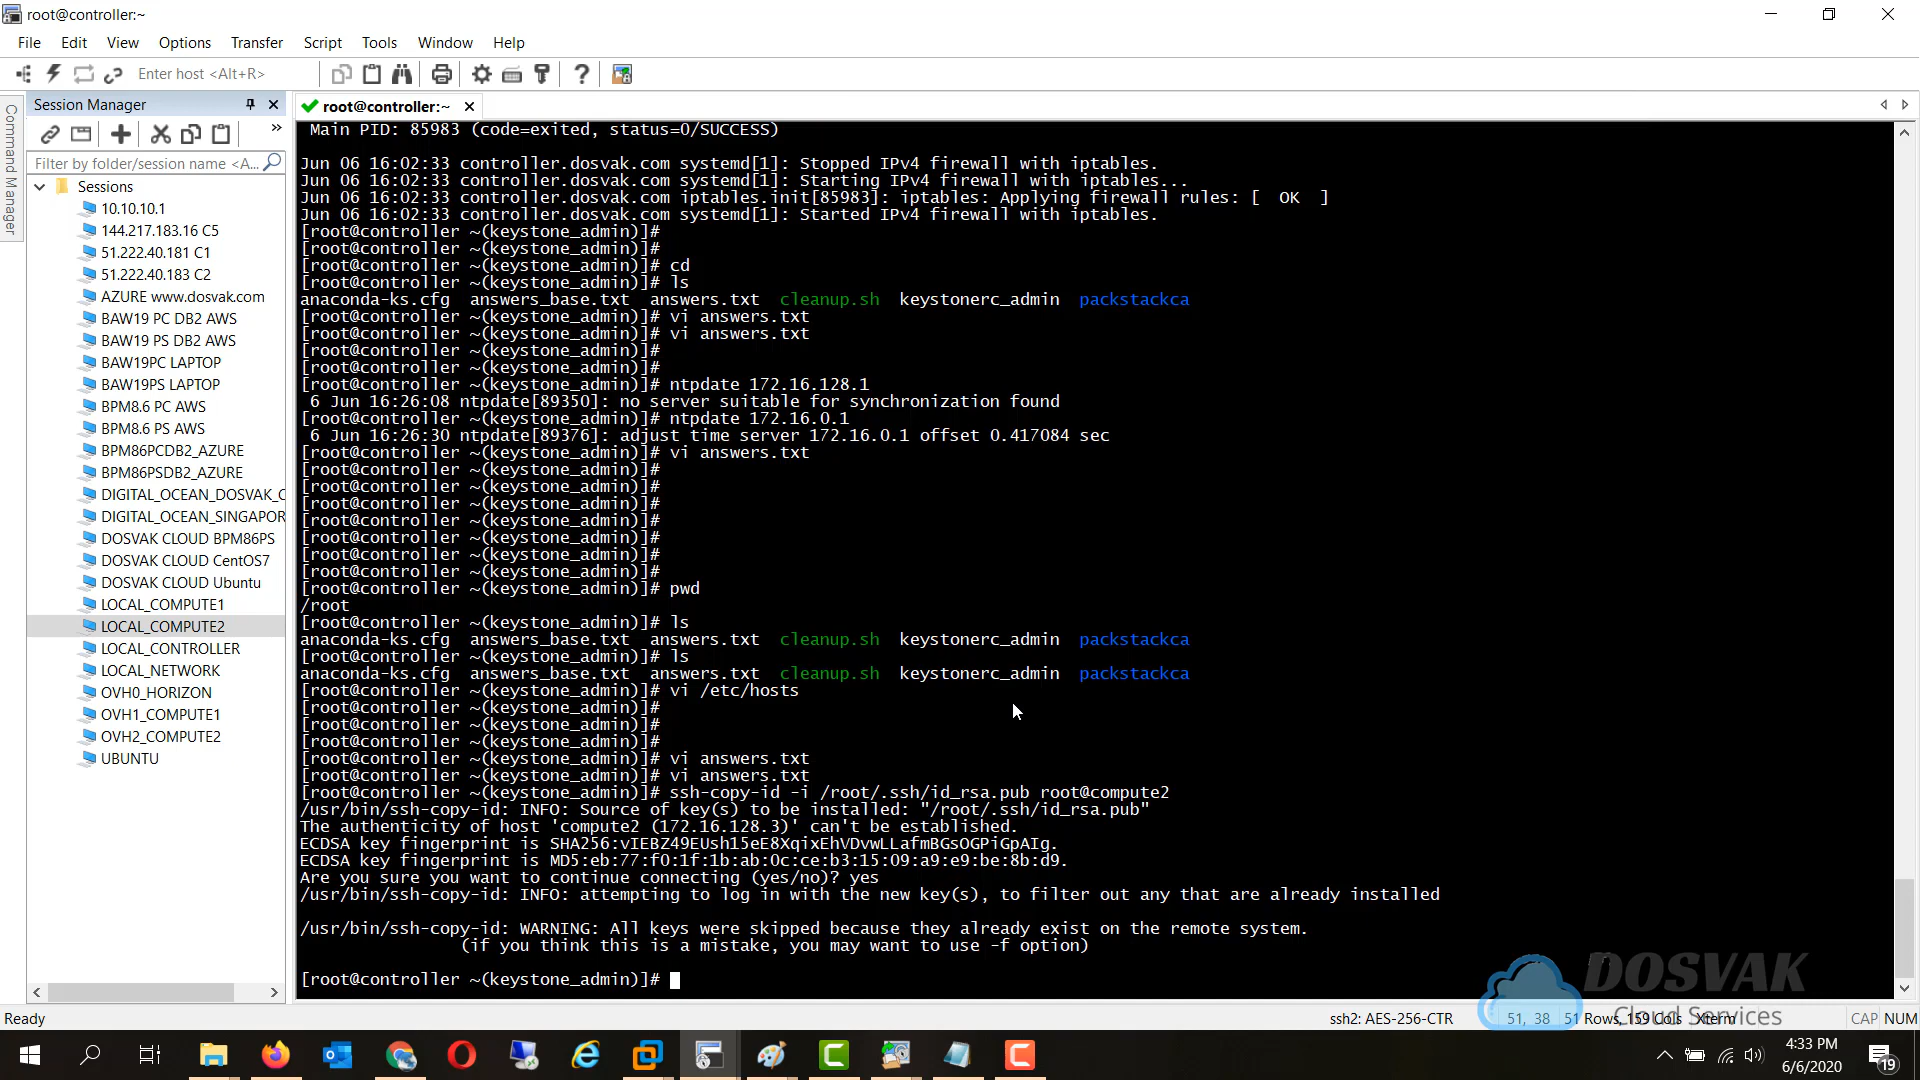 root@controller:~
File Edit View Options Transfer Script Tools Window Help
Enter host <Alt+R>
Session Manager
root@controller:~
Command Manager
Filter by folder/session name <A...
Sessions
10.10.10.1
144.217.183.16 C5
51.222.40.181 C1
51.222.40.183 C2
AZURE www.dosvak.com
BAW19 PC DB2 AWS
BAW19 PS DB2 AWS
BAW19PC LAPTOP
BAW19PS LAPTOP
BPM8.6 PC AWS
BPM8.6 PS AWS
BPM86PCDB2_AZURE
BPM86PSDB2_AZURE
DIGITAL_OCEAN_DOSVAK_C
DIGITAL_OCEAN_SINGAPOR
DOSVAK CLOUD BPM86PS
DOSVAK CLOUD CentOS7
DOSVAK CLOUD Ubuntu
LOCAL_COMPUTE1
LOCAL_COMPUTE2
LOCAL_CONTROLLER
LOCAL_NETWORK
OVH0_HORIZON
OVH1_COMPUTE1
OVH2_COMPUTE2
UBUNTU
Main PID: 85983 (code=exited, status=0/SUCCESS)
Jun 06 16:02:33 controller.dosvak.com systemd[1]: Stopped IPv4 firewall with iptables.
Jun 06 16:02:33 controller.dosvak.com systemd[1]: Starting IPv4 firewall with iptables...
Jun 06 16:02:33 controller.dosvak.com iptables.init[85983]: iptables: Applying firewall rules: [  OK  ]
Jun 06 16:02:33 controller.dosvak.com systemd[1]: Started IPv4 firewall with iptables.
[root@controller ~(keystone_admin)]#
[root@controller ~(keystone_admin)]#
[root@controller ~(keystone_admin)]# cd
[root@controller ~(keystone_admin)]# ls
anaconda-ks.cfg  answers_base.txt  answers.txt  cleanup.sh  keystonerc_admin  packstackca
[root@controller ~(keystone_admin)]# vi answers.txt
[root@controller ~(keystone_admin)]# vi answers.txt
[root@controller ~(keystone_admin)]#
[root@controller ~(keystone_admin)]#
[root@controller ~(keystone_admin)]# ntpdate 172.16.128.1
 6 Jun 16:26:08 ntpdate[89350]: no server suitable for synchronization found
[root@controller ~(keystone_admin)]# ntpdate 172.16.0.1
 6 Jun 16:26:30 ntpdate[89376]: adjust time server 172.16.0.1 offset 0.417084 sec
[root@controller ~(keystone_admin)]# vi answers.txt
[root@controller ~(keystone_admin)]#
[root@controller ~(keystone_admin)]#
[root@controller ~(keystone_admin)]#
[root@controller ~(keystone_admin)]#
[root@controller ~(keystone_admin)]#
[root@controller ~(keystone_admin)]#
[root@controller ~(keystone_admin)]#
[root@controller ~(keystone_admin)]# pwd
/root
[root@controller ~(keystone_admin)]# ls
anaconda-ks.cfg  answers_base.txt  answers.txt  cleanup.sh  keystonerc_admin  packstackca
[root@controller ~(keystone_admin)]# ls
anaconda-ks.cfg  answers_base.txt  answers.txt  cleanup.sh  keystonerc_admin  packstackca
[root@controller ~(keystone_admin)]# vi /etc/hosts
[root@controller ~(keystone_admin)]#
[root@controller ~(keystone_admin)]#
[root@controller ~(keystone_admin)]#
[root@controller ~(keystone_admin)]# vi answers.txt
[root@controller ~(keystone_admin)]# vi answers.txt
[root@controller ~(keystone_admin)]# ssh-copy-id -i /root/.ssh/id_rsa.pub root@compute2
/usr/bin/ssh-copy-id: INFO: Source of key(s) to be installed: "/root/.ssh/id_rsa.pub"
The authenticity of host 'compute2 (172.16.128.3)' can't be established.
ECDSA key fingerprint is SHA256:vIEBZ49EUsh15eE8XqixEhVDvwLLafmBGsOGPiGpAIg.
ECDSA key fingerprint is MD5:eb:77:f0:1f:1b:ab:0c:ce:b3:15:09:a9:e9:be:8b:d9.
Are you sure you want to continue connecting (yes/no)? yes
/usr/bin/ssh-copy-id: INFO: attempting to log in with the new key(s), to filter out any that are already installed
/usr/bin/ssh-copy-id: WARNING: All keys were skipped because they already exist on the remote system.
(if you think this is a mistake, you may want to use -f option)
[root@controller ~(keystone_admin)]#
DOSVAK
Cloud Services
Ready
ssh2: AES-256-CTR 51, 38 51 Rows, 159 Cols Xterm CAP NUM
4:33 PM
6/6/2020
19